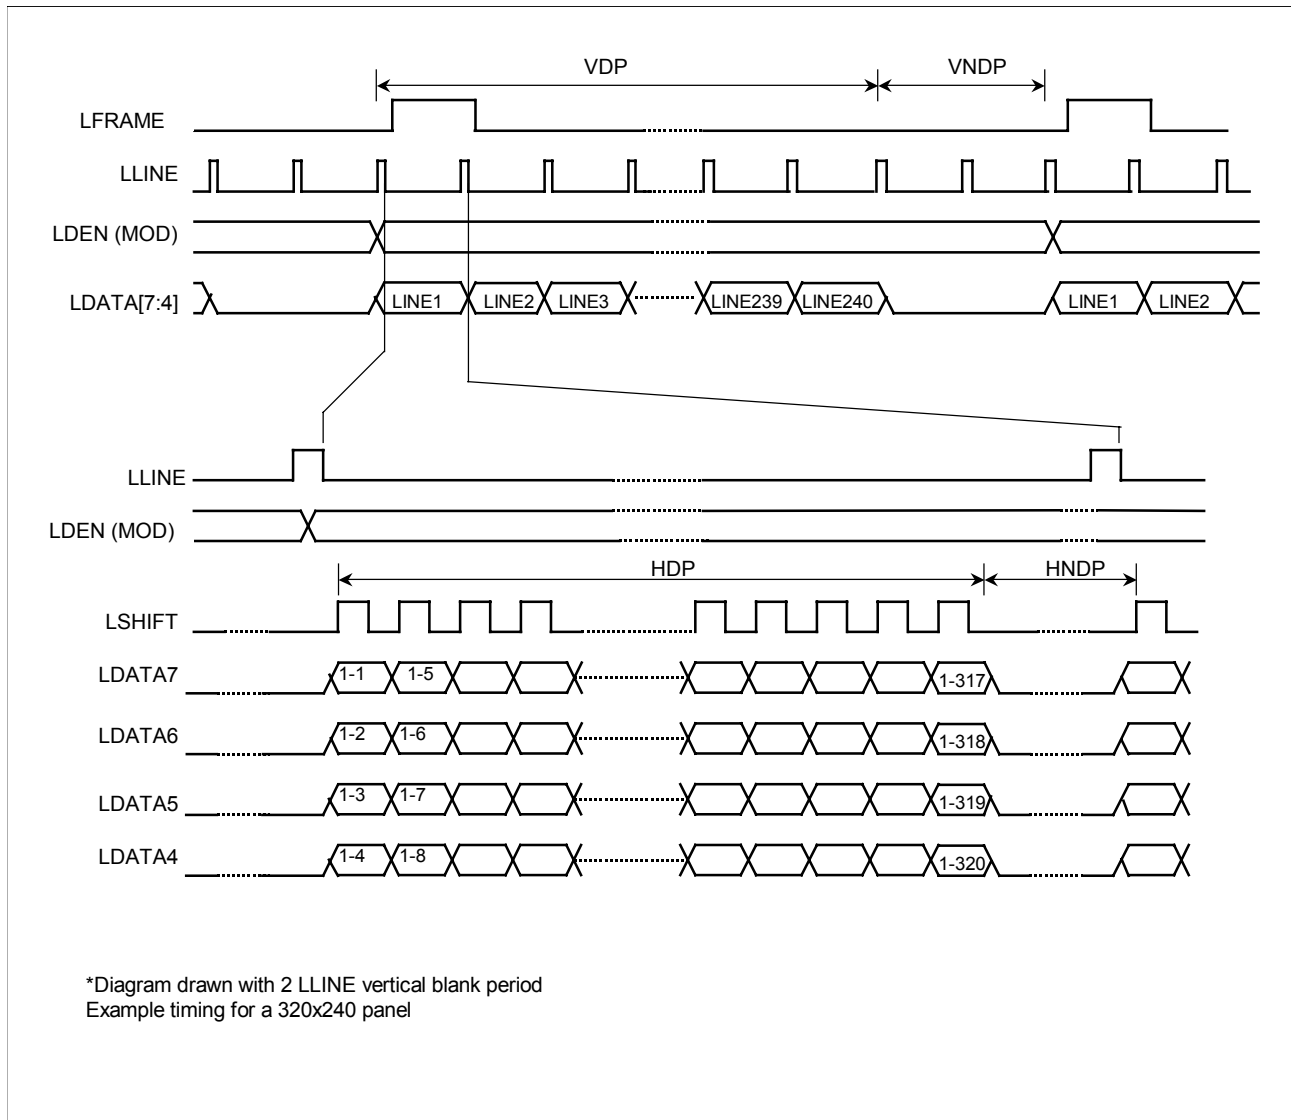 VDP VNDP
LFRAME
LLINE
LDEN (MOD)
LDATA[7:4] LINE1 LINE2 LINE3 LINE239 LINE240 LINE1 LINE2
LLINE
LDEN (MOD)
HDP HNDP
LSHIFT
LDATA7 1-1 1-5 1-317
LDATA6 1-2 1-6 1-318
LDATA5 1-3 1-7 1-319
LDATA4 1-4 1-8 1-320
*Diagram drawn with 2 LLINE vertical blank period
Example timing for a 320x240 panel